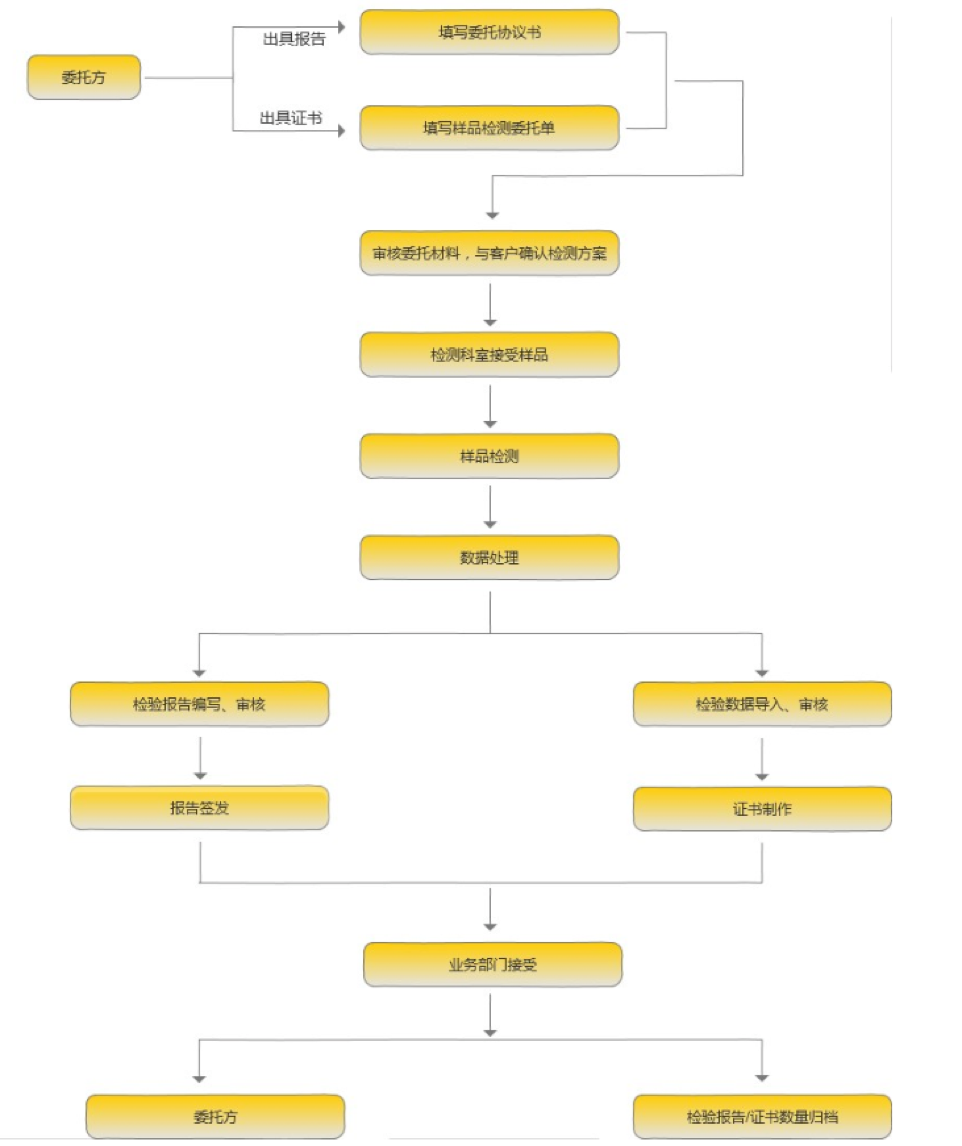 出具报告
填写委托协议书
委托方
出具证书
填写样品检测委托单
审核委托材料，与客户确认检测方案
检测科室接受样品
样品检测
数据处理
检验报告编写、审核
检验数据导入、审核
报告签发
证书制作
业务部门接受
委托方
检验报告/证书数量归档